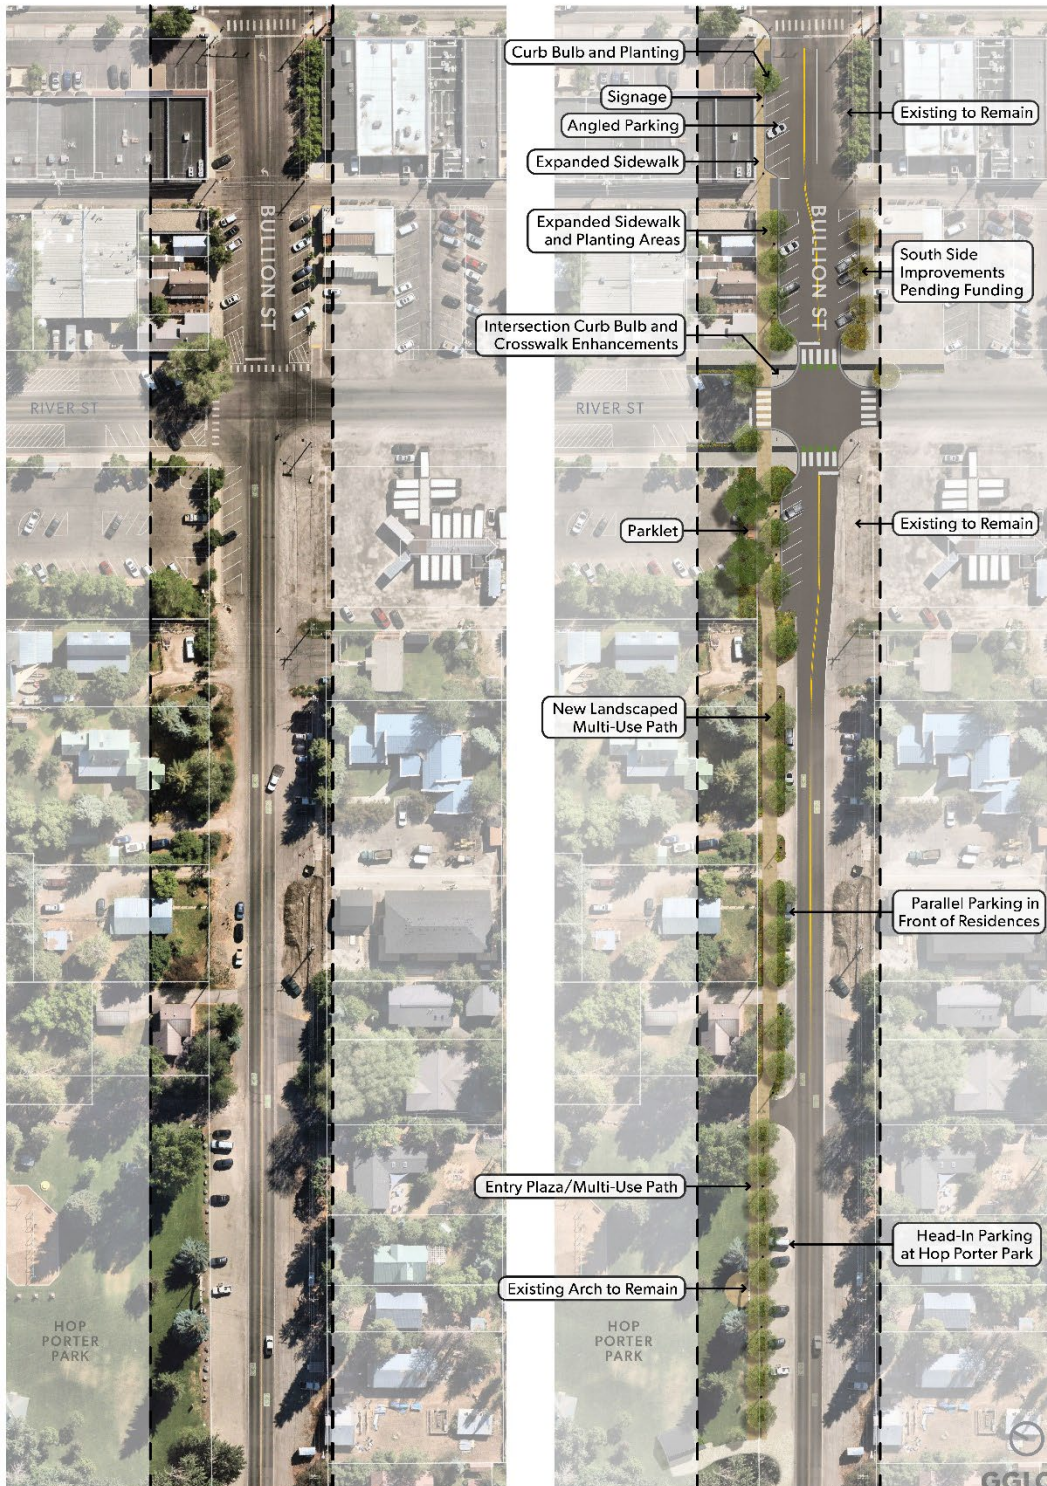 BULLION ST
RIVER ST
HOP
PORTER
PARK
Curb Bulb and Planting
Signage
Angled Parking
Expanded Sidewalk
Existing to Remain
Expanded Sidewalk
and Planting Areas
BULLION ST
South Side
Improvements
Pending Funding
Intersection Curb Bulb and
Crosswalk Enhancements
RIVER ST
Parklet
Existing to Remain
New Landscaped
Multi-Use Path
Parallel Parking in
Front of Residences
Entry Plaza/Multi-Use Path
Head-In Parking
at Hop Porter Park
Existing Arch to Remain
HOP
PORTER
PARK
GGLO